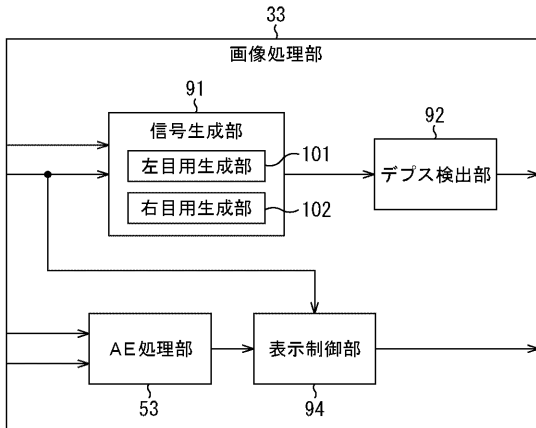 33
画像処理部
91
信号生成部
左目用生成部
101
右目用生成部
102
92
デプス検出部
AE処理部
53
表示制御部
94